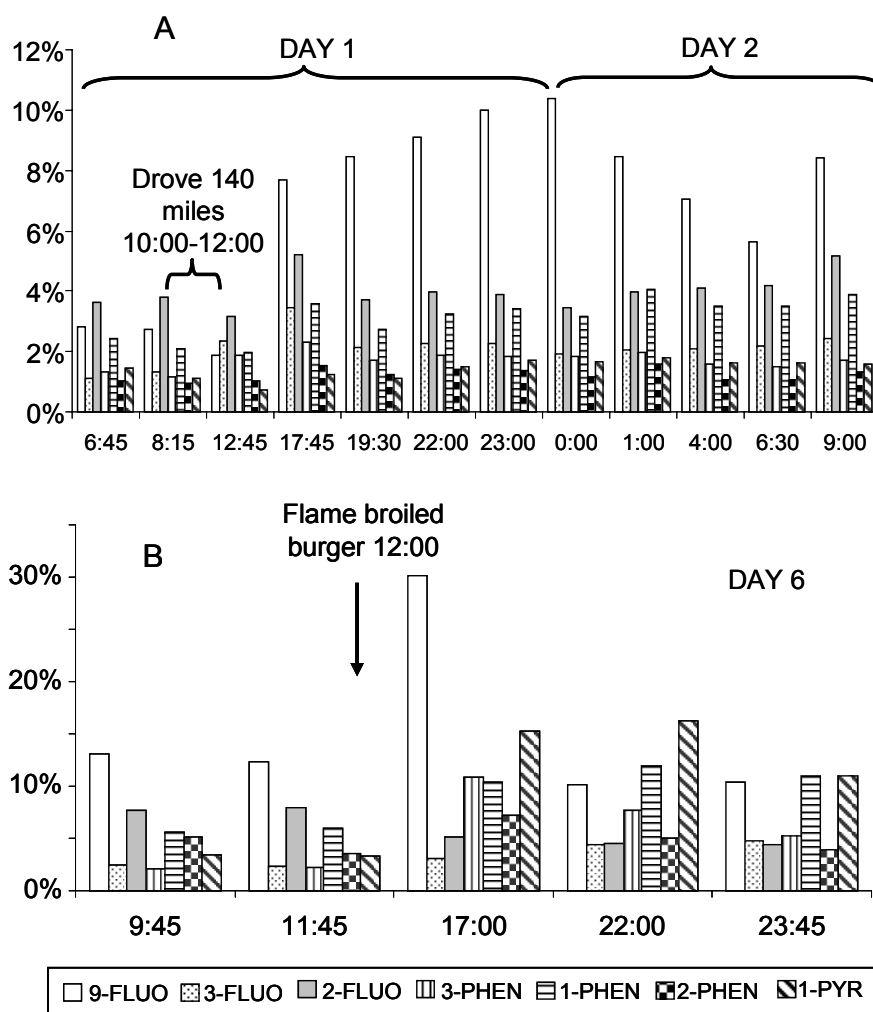 A
DAY 1
DAY 2
12%
10%
8%
6%
4%
2%
0%
Drove 140
miles
10:00-12:00
6:45 8:15 12:45 17:45 19:30 22:00 23:00 0:00 1:00 4:00 6:30 9:00
Flame broiled
burger 12:00
B
DAY 6
30%
20%
10%
0%
9:45 11:45 17:00 22:00 23:45
9-FLUO 3-FLUO 2-FLUO 3-PHEN 1-PHEN 2-PHEN 1-PYR